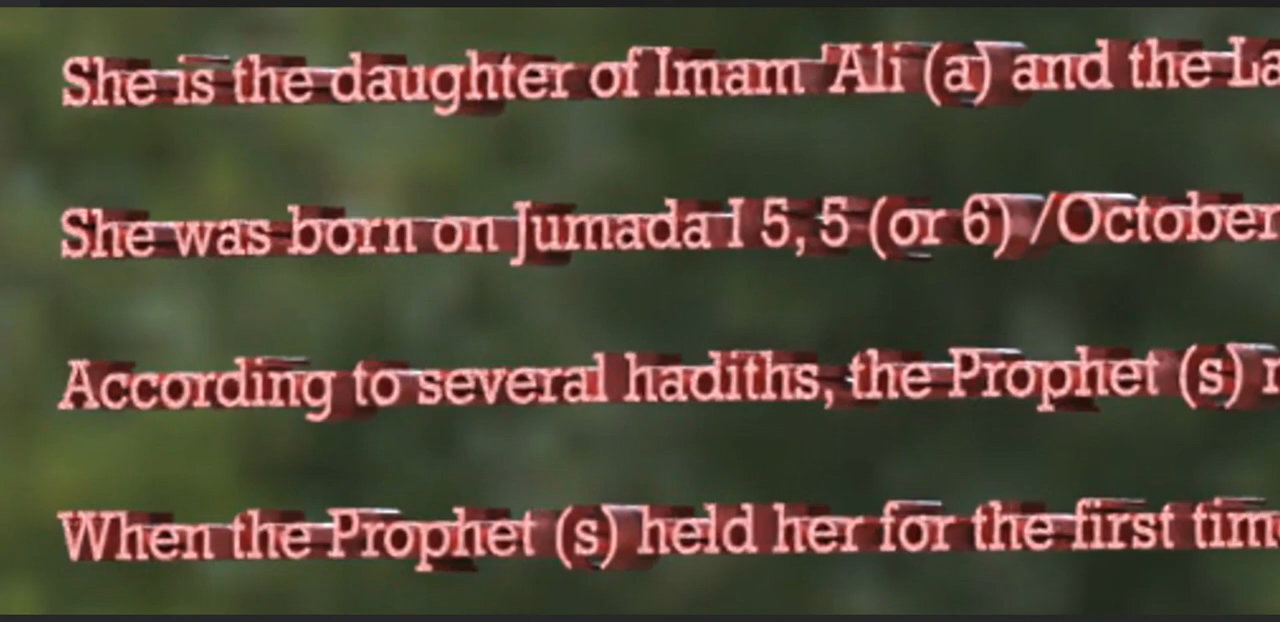 She is the daughter of Imam 'Ali (a) and the La
She was born on Jumada I 5, 5 (or 6) /October
According to several hadiths, the Prophet (s) r
When the Prophet (s) held her for the first tim